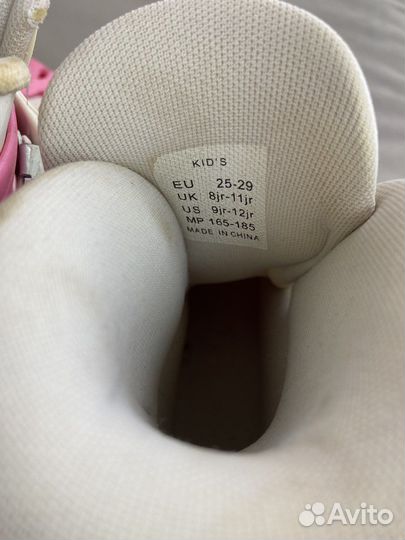 KID'S
EU 25-29
UK 8jr-11jr
US 9jr-12jr
MP 165-185
MADE IN CHINA
Avito